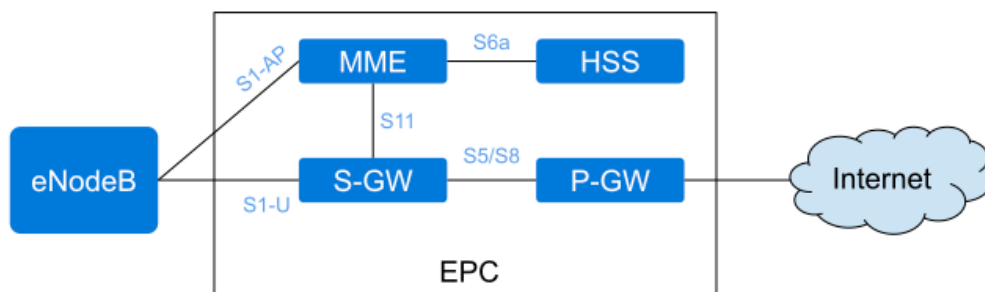 S1-AP
MME
S6a
HSS
S11
eNodeB
S1-U
S-GW
S5/S8
P-GW
Internet
EPC